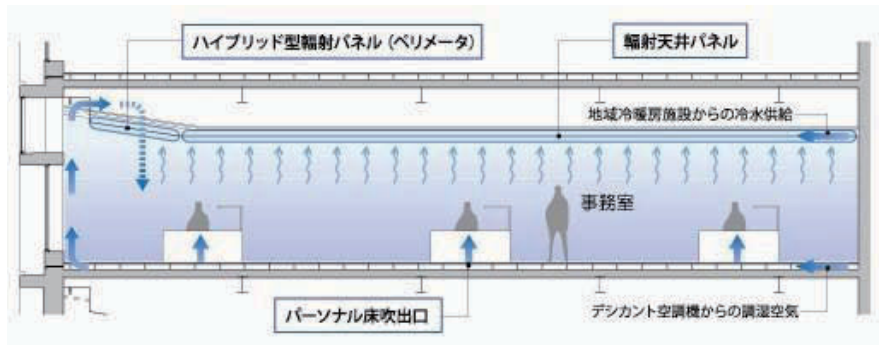 ハイブリッド型輻射パネル（ペリメータ）
輻射天井パネル
地域冷暖房施設からの冷水供給
事務室
パーソナル床吹出口
デシカント空調機からの調湿空気